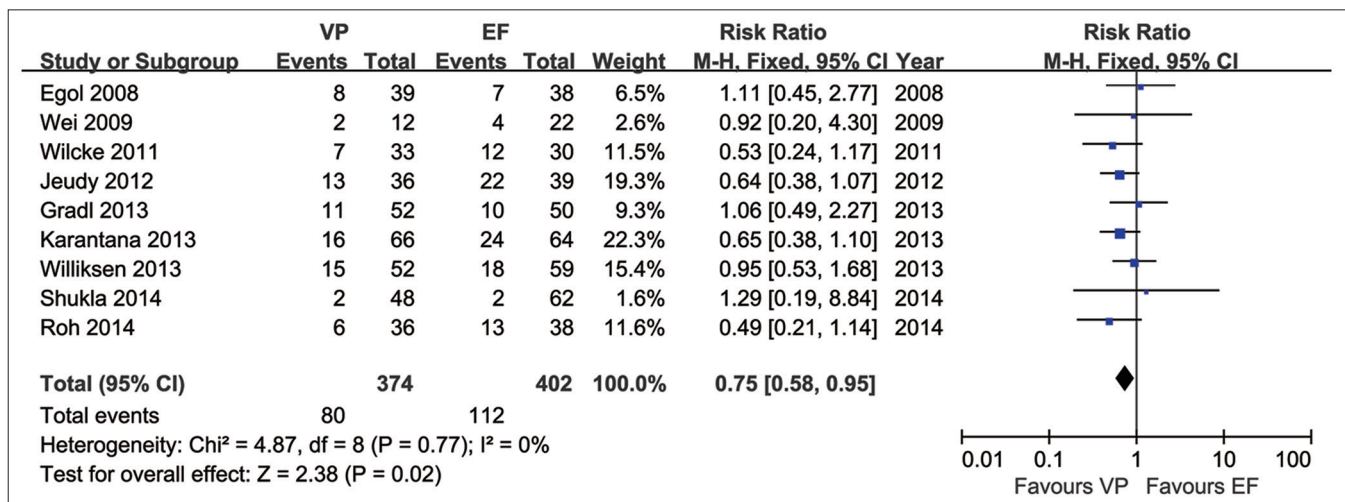 VP EF Risk Ratio Risk Ratio
Study or Subgroup Events Total Events Total Weight M-H, Fixed, 95% CI Year M-H, Fixed, 95% CI
Egol 2008 8 39 7 38 6.5% 1.11 [0.45, 2.77] 2008
Wei 2009 2 12 4 22 2.6% 0.92 [0.20, 4.30] 2009
Wilcke 2011 7 33 12 30 11.5% 0.53 [0.24, 1.17] 2011
Jeudy 2012 13 36 22 39 19.3% 0.64 [0.38, 1.07] 2012
Gradl 2013 11 52 10 50 9.3% 1.06 [0.49, 2.27] 2013
Karantana 2013 16 66 24 64 22.3% 0.65 [0.38, 1.10] 2013
Williksen 2013 15 52 18 59 15.4% 0.95 [0.53, 1.68] 2013
Shukla 2014 2 48 2 62 1.6% 1.29 [0.19, 8.84] 2014
Roh 2014 6 36 13 38 11.6% 0.49 [0.21, 1.14] 2014
Total (95% CI) 374 402 100.0% 0.75 [0.58, 0.95]
Total events 80 112
Heterogeneity: Chi² = 4.87, df = 8 (P = 0.77); I² = 0%
Test for overall effect: Z = 2.38 (P = 0.02)
0.01 0.1 1 10 100
Favours VP Favours EF